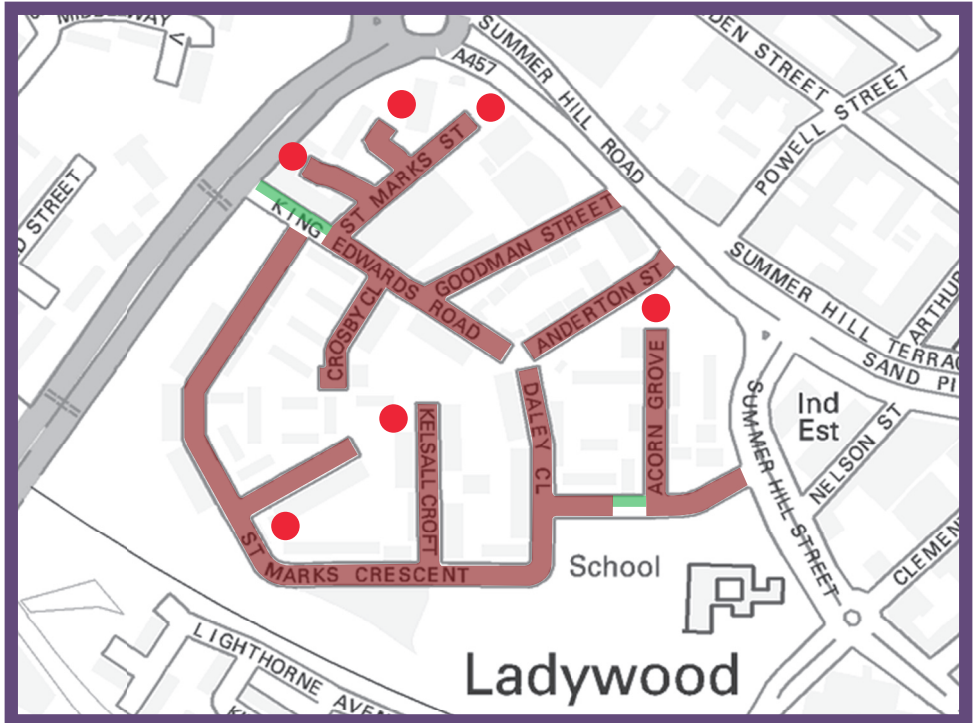 MIDDLEWAY
SUMMER HILL ROAD
A457
DEN STREET
POWELL STREET
D STREET
ST MARKS ST
KING EDWARDS ROAD
GOODMAN STREET
ANDERTON ST
CROSBY CL
SUMMER HILL TERRAC
ARTHUR
SAND PI
DALEY CL
ACORN GROVE
KELSALL CROFT
Ind
Est
NELSON ST
SUMMER HILL STREET
ST MARKS CRESCENT
School
CLEMEN
LIGHTHORNE AVEN
Ladywood